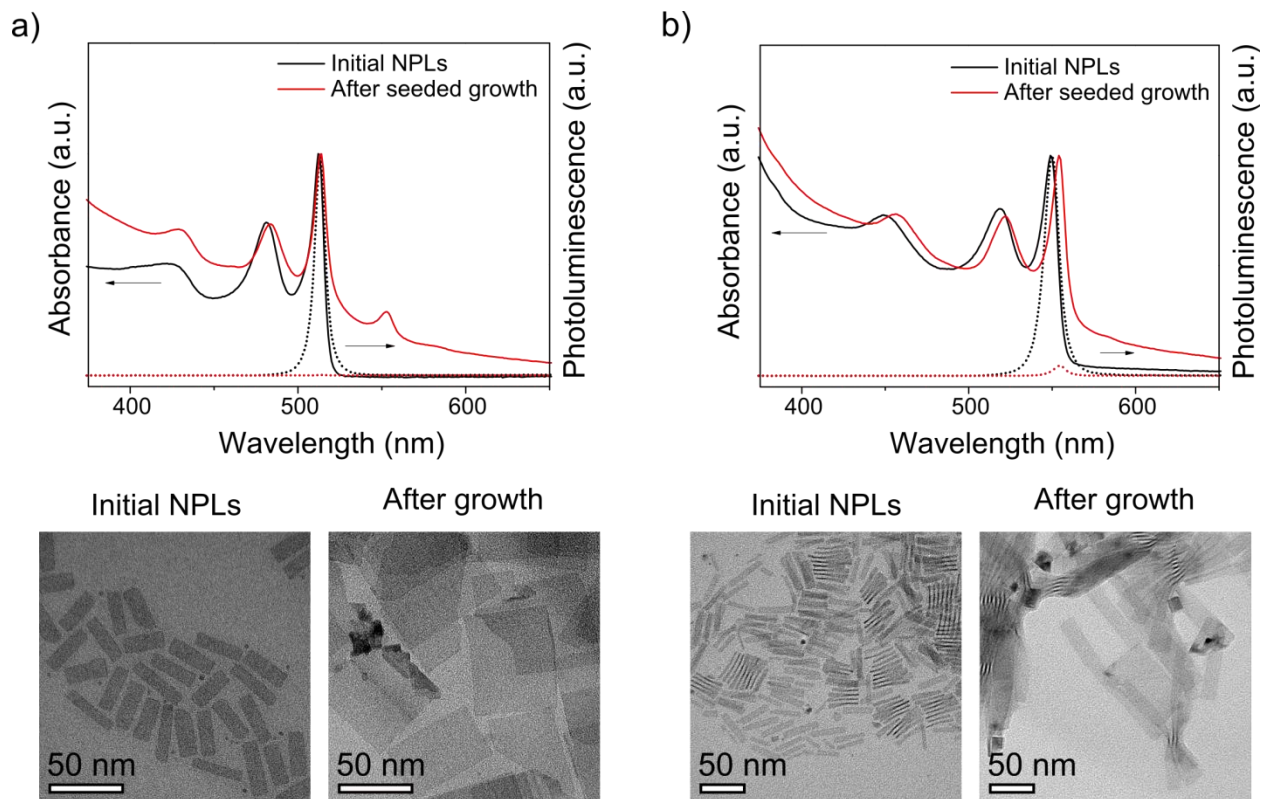 a)
Initial NPLs
After seeded growth
Absorbance (a.u.)
Photoluminescence (a.u.)
400
500
600
Wavelength (nm)
Initial NPLs
After growth
50 nm
50 nm
b)
Initial NPLs
After seeded growth
Absorbance (a.u.)
Photoluminescence (a.u.)
400
500
600
Wavelength (nm)
Initial NPLs
After growth
50 nm
50 nm